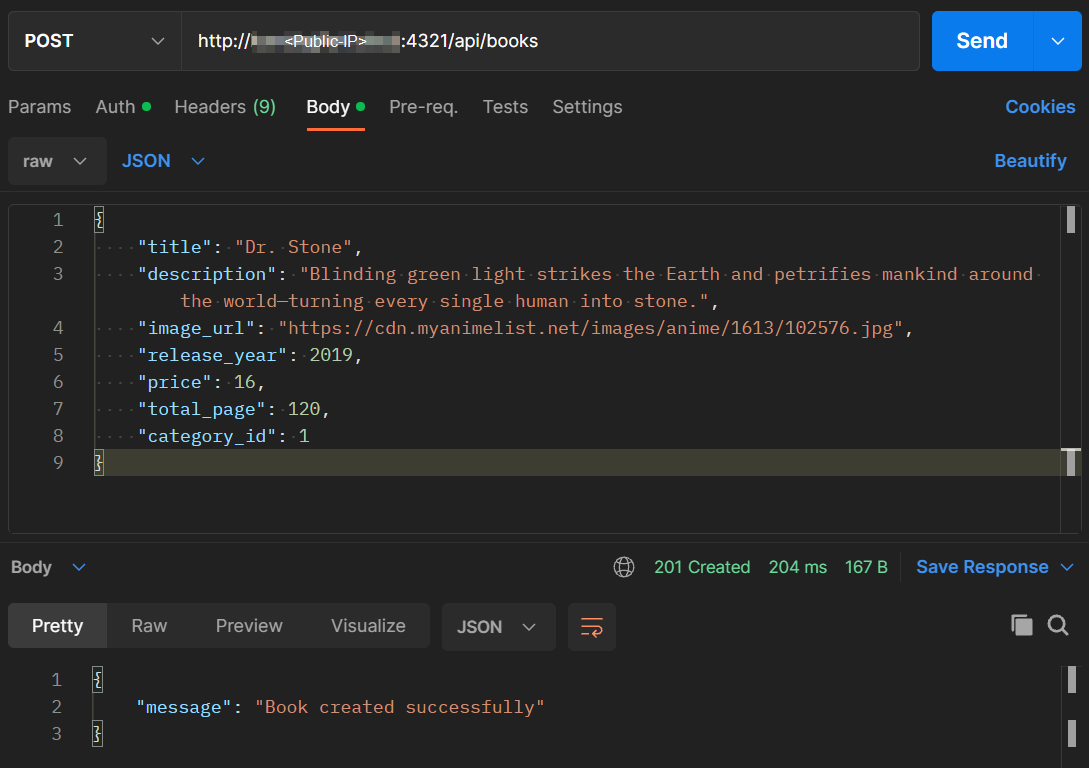 POST http://<Public-IP>:4321/api/books Send
Params Auth Headers (9) Body Pre-req. Tests Settings Cookies
raw JSON Beautify
1 {
2 "title": "Dr. Stone",
3 "description": "Blinding green light strikes the Earth and petrifies mankind around
the world—turning every single human into stone.",
4 "image_url": "https://cdn.myanimelist.net/images/anime/1613/102576.jpg",
5 "release_year": 2019,
6 "price": 16,
7 "total_page": 120,
8 "category_id": 1
9 }
Body 201 Created 204 ms 167 B Save Response
Pretty Raw Preview Visualize JSON
1 {
2 "message": "Book created successfully"
3 }